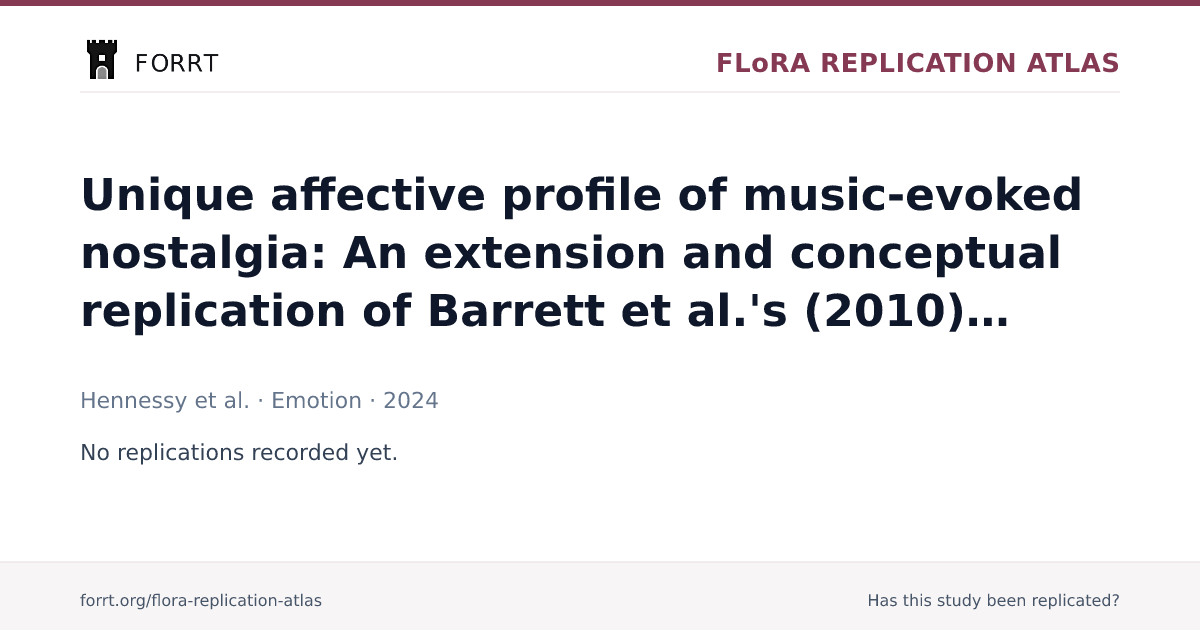 FORRT
FLoRA REPLICATION ATLAS
Unique affective profile of music-evoked
nostalgia: An extension and conceptual
replication of Barrett et al.'s (2010)…
Hennessy et al. · Emotion · 2024
No replications recorded yet.
forrt.org/flora-replication-atlas
Has this study been replicated?